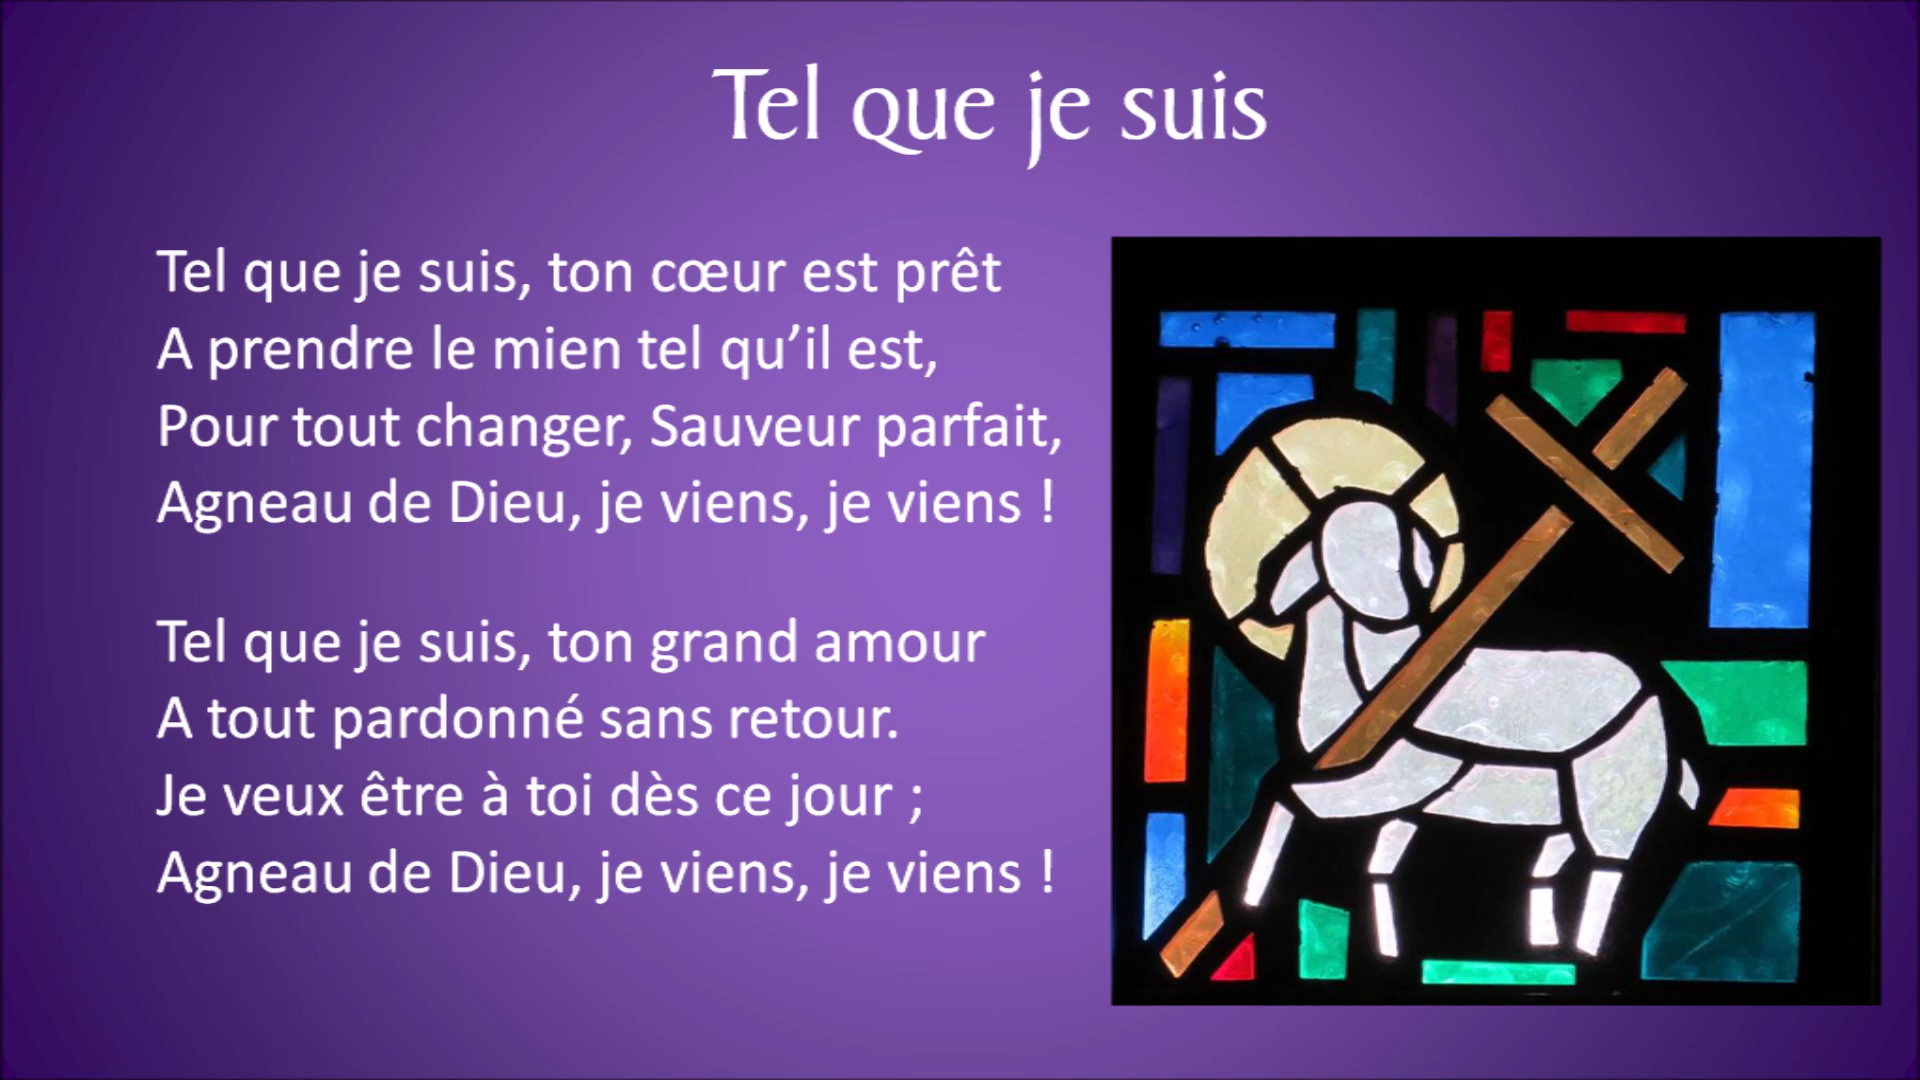 Tel que je suis
Tel que je suis, ton cœur est prêt
A prendre le mien tel qu’il est,
Pour tout changer, Sauveur parfait,
Agneau de Dieu, je viens, je viens !
Tel que je suis, ton grand amour
A tout pardonné sans retour.
Je veux être à toi dès ce jour ;
Agneau de Dieu, je viens, je viens !